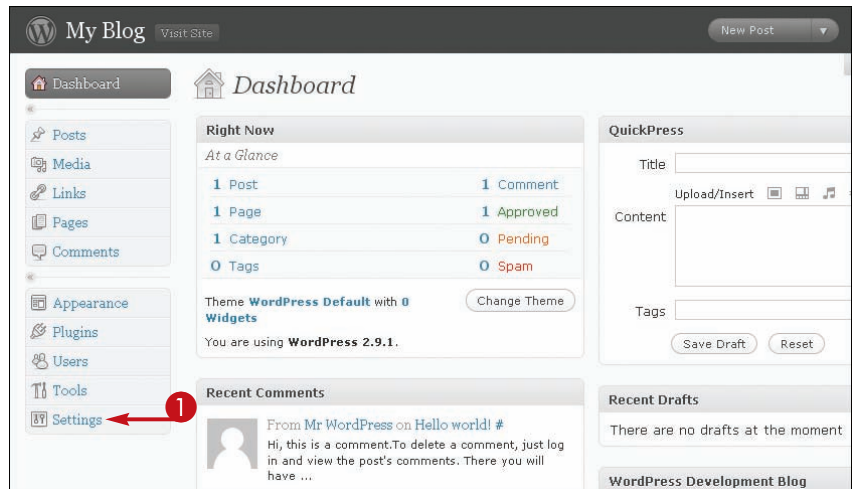 My Blog Visit Site
New Post
Dashboard
Posts
Media
Links
Pages
Comments
Appearance
Plugins
Users
Tools
Settings
1
Dashboard
Right Now
At a Glance
1 Post 1 Comment
1 Page 1 Approved
1 Category 0 Pending
0 Tags 0 Spam
Theme WordPress Default with 0
Widgets
Change Theme
You are using WordPress 2.9.1.
Recent Comments
From Mr WordPress on Hello world! #
Hi, this is a comment.To delete
a comment, just log
in and view the post's comments. There you will
have ...
QuickPress
Title
Upload/Insert
Content
Tags
Save Draft Reset
Recent Drafts
There are no drafts at the moment
WordPress Development Blog